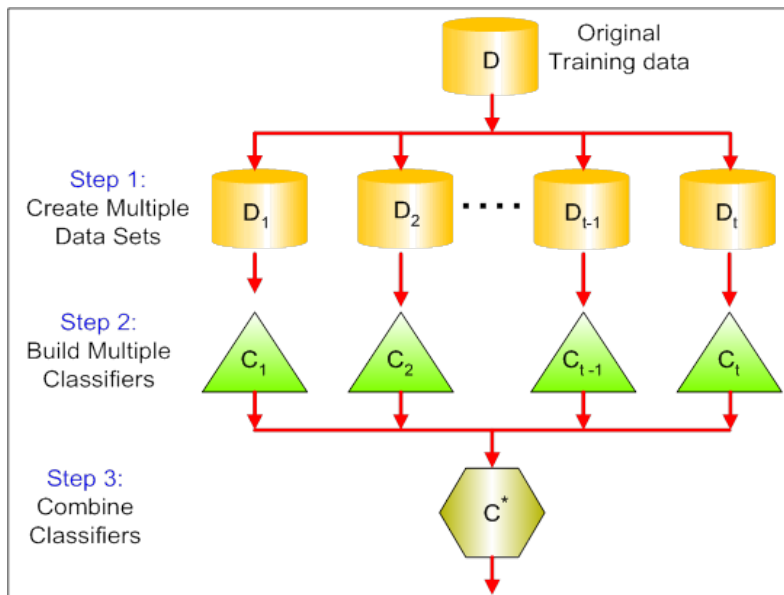 Original
Training data
D
Step 1:
Create Multiple
Data Sets
D1
D2
....
Dt-1
Dt
Step 2:
Build Multiple
Classifiers
C1
C2
Ct-1
Ct
Step 3:
Combine
Classifiers
C*